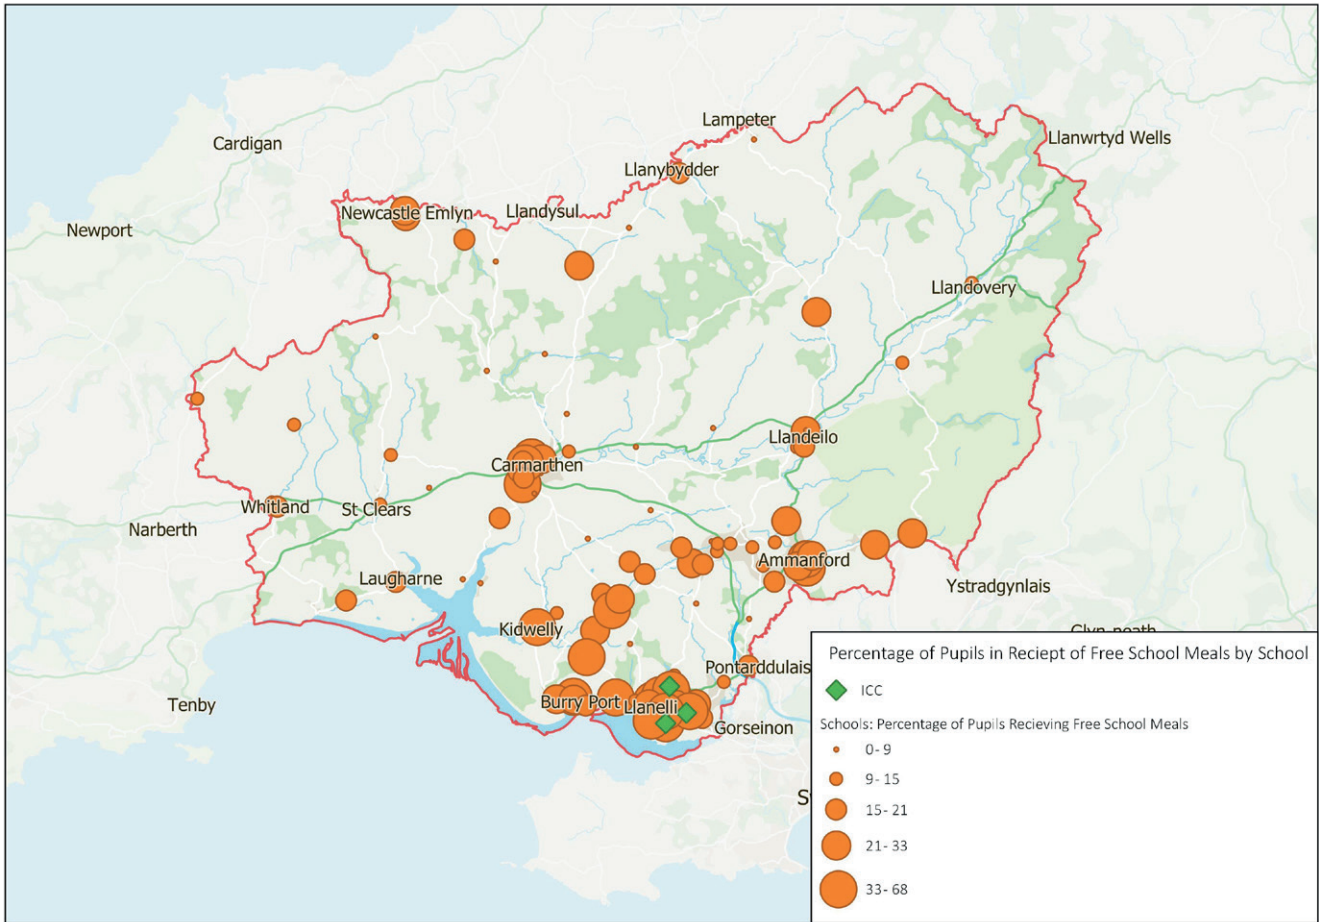 Lampeter
Cardigan
Llanwrtyd Wells
Llanybydder
Newcastle Emlyn
Llandysul
Newport
Llandovery
Llandeilo
Carmarthen
Whitland
St Clears
Narberth
Ammanford
Laugharne
Ystradgynlais
Kidwelly
Glyn-neath
Pontarddulais
Tenby
Burry Port
Llanelli
Gorseinon
S
Percentage of Pupils in Reciept of Free School Meals by School
ICC
Schools: Percentage of Pupils Recieving Free School Meals
0 - 9
9 - 15
15 - 21
21 - 33
33 - 68